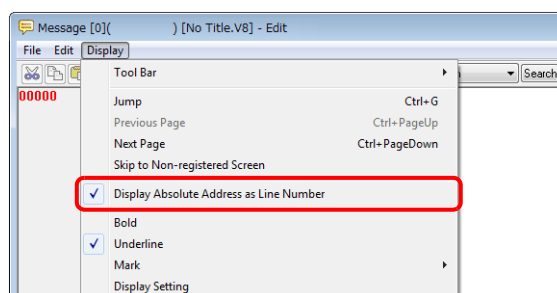 Message [0]( ) [No Title.V8] - Edit
File Edit Display
Search
00000
Tool Bar
Jump Ctrl+G
Previous Page Ctrl+PageUp
Next Page Ctrl+PageDown
Skip to Non-registered Screen
Display Absolute Address as Line Number
Bold
Underline
Mark
Display Setting